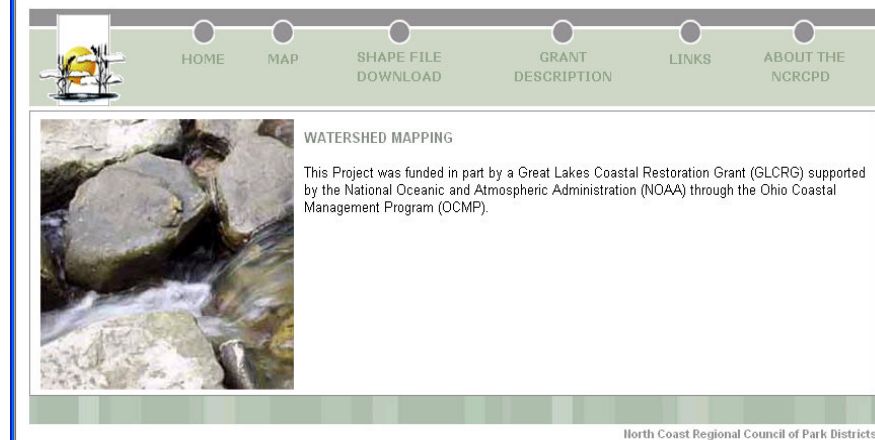 HOME MAP SHAPE FILE DOWNLOAD GRANT DESCRIPTION LINKS ABOUT THE NCRCPD
WATERSHED MAPPING
This Project was funded in part by a Great Lakes Coastal Restoration Grant (GLCRG) supported
by the National Oceanic and Atmospheric Administration (NOAA) through the Ohio Coastal
Management Program (OCMP).
North Coast Regional Council of Park Districts